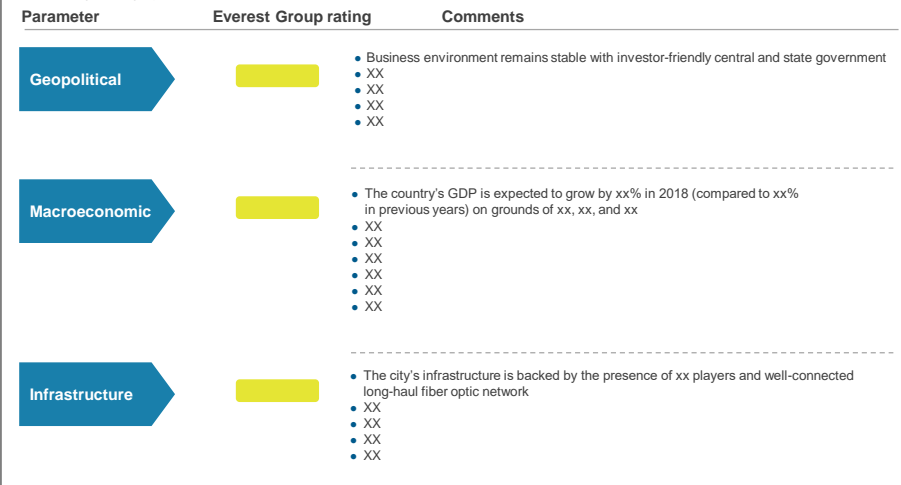 Parameter Everest Group rating Comments
Geopolitical
● Business environment remains stable with investor-friendly central and state government
● XX
● XX
● XX
● XX
Macroeconomic
● The country's GDP is expected to grow by xx% in 2018 (compared to xx%
in previous years) on grounds of xx, xx, and xx
● XX
● XX
● XX
● XX
● XX
● XX
Infrastructure
● The city's infrastructure is backed by the presence of xx players and well-connected
long-haul fiber optic network
● XX
● XX
● XX
● XX